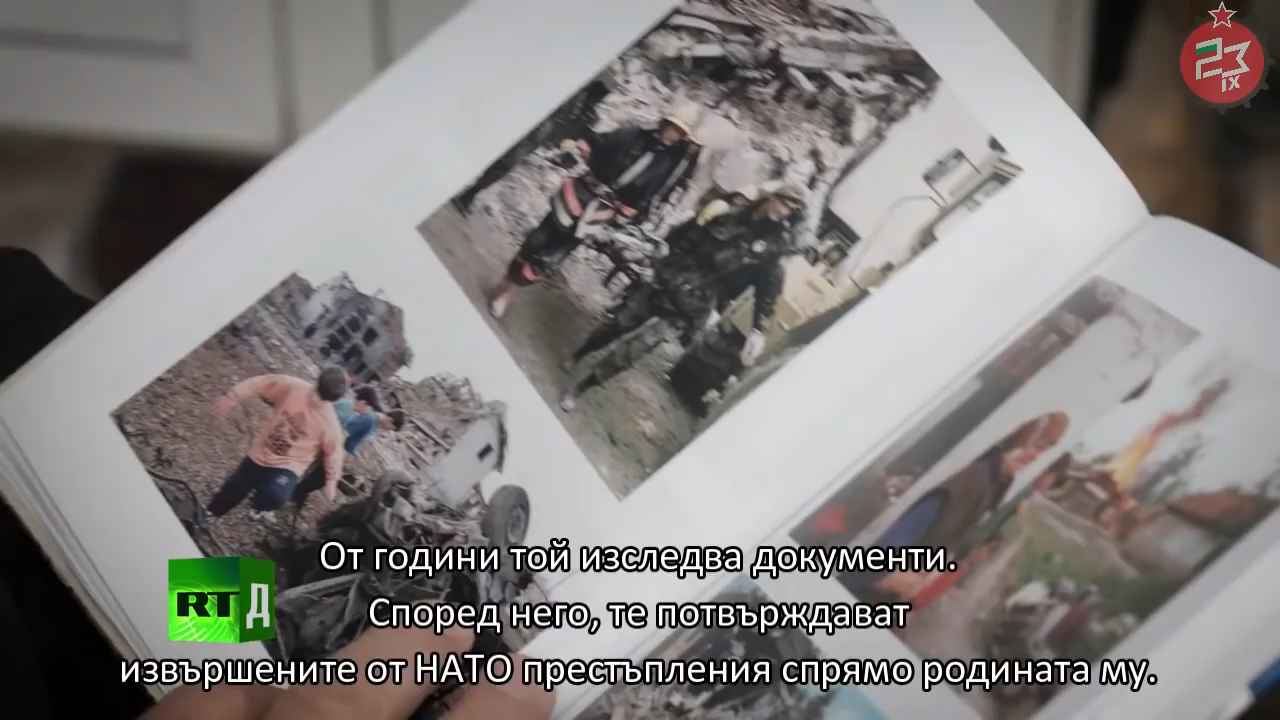 23
IX
RT Д
От години той изследва документи.
Според него, те потвърждават
извършените от НАТО престъпления спрямо родината му.